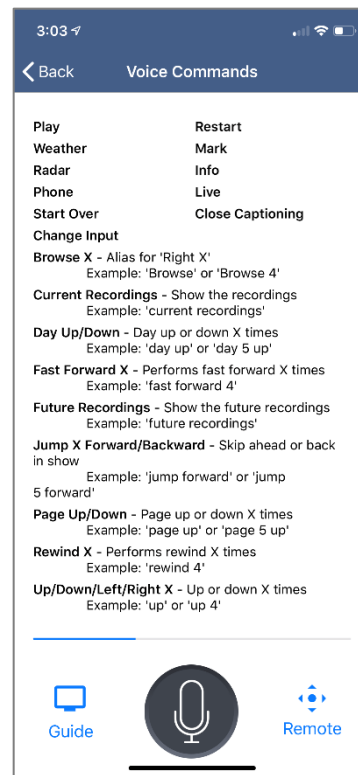 3:03
Back Voice Commands
Play Restart
Weather Mark
Radar Info
Phone Live
Start Over Close Captioning
Change Input
Browse X - Alias for 'Right X'
Example: 'Browse' or 'Browse 4'
Current Recordings - Show the recordings
Example: 'current recordings'
Day Up/Down - Day up or down X times
Example: 'day up' or 'day 5 up'
Fast Forward X - Performs fast forward X times
Example: 'fast forward 4'
Future Recordings - Show the future recordings
Example: 'future recordings'
Jump X Forward/Backward - Skip ahead or back
in show
Example: 'jump forward' or 'jump
5 forward'
Page Up/Down - Page up or down X times
Example: 'page up' or 'page 5 up'
Rewind X - Performs rewind X times
Example: 'rewind 4'
Up/Down/Left/Right X - Up or down X times
Example: 'up' or 'up 4'
Guide Remote